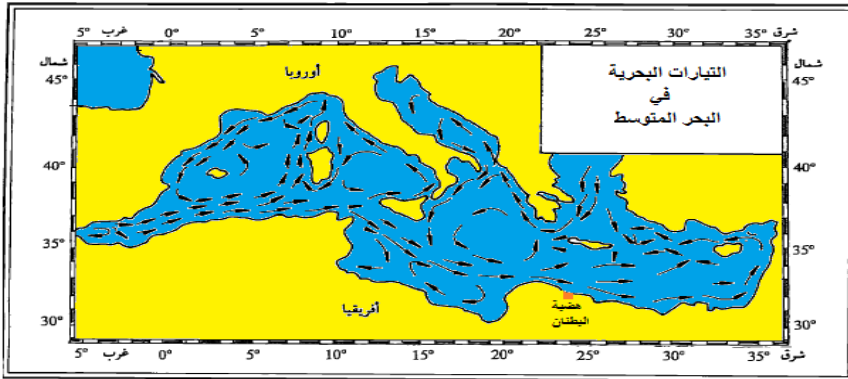 5° غرب 0° 5° 10° 15° 20° 25° 30° شرق 35°
شمال
45°
40°
35°
30°
شمال
45°
40°
35°
30°
التيارات البحرية
في
البحر المتوسط
أوروبا
أفريقيا
هضبة
البطنان
5° غرب 0° 5° 10° 15° 20° 25° 30° شرق 35°